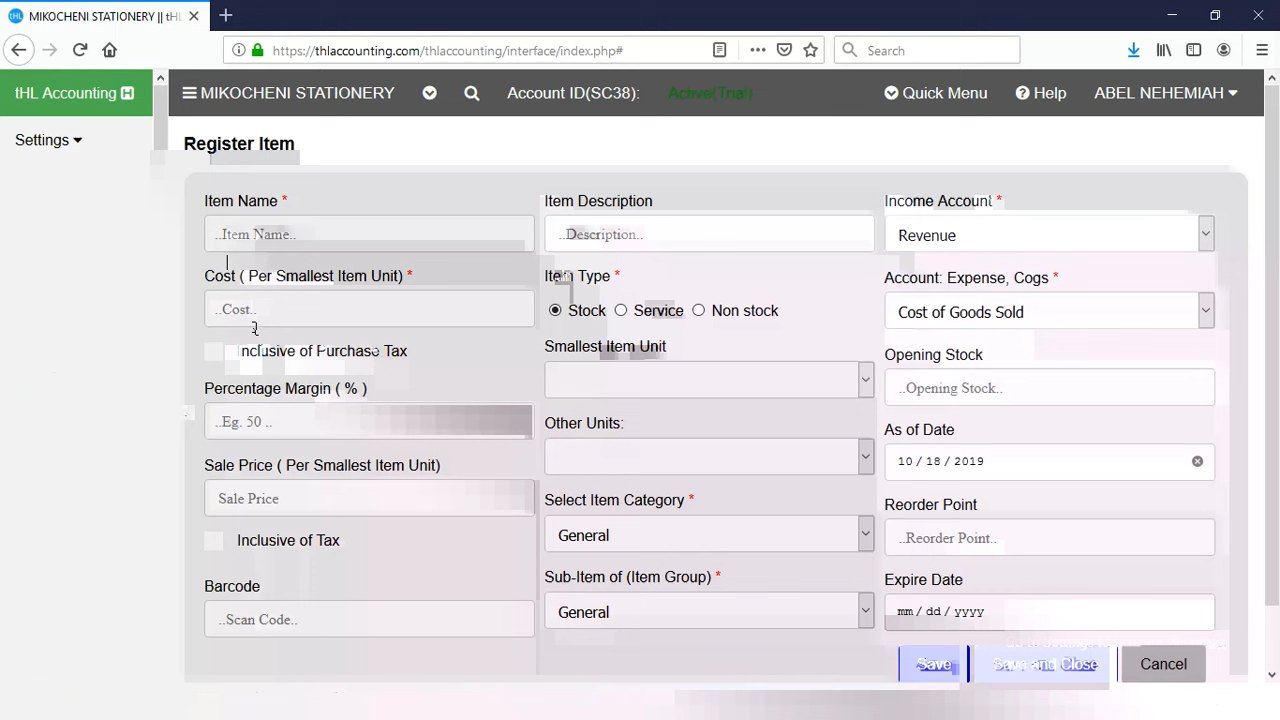 MIKOCHENI STATIONERY || tHL
https://thlaccounting.com/thlaccounting/interface/index.php#
Search
tHL Accounting
MIKOCHENI STATIONERY
Account ID(SC38):
Active(Trial)
Quick Menu
Help
ABEL NEHEMIAH
Settings
Register Item
Item Name *
..Item Name..
Cost ( Per Smallest Item Unit) *
..Cost..
Inclusive of Purchase Tax
Percentage Margin ( % )
..Eg. 50 ..
Sale Price ( Per Smallest Item Unit)
Sale Price
Inclusive of Tax
Barcode
..Scan Code..
Item Description
..Description..
Item Type *
Stock
Service
Non stock
Smallest Item Unit
Other Units:
Select Item Category *
General
Sub-Item of (Item Group) *
General
Income Account *
Revenue
Account: Expense, Cogs *
Cost of Goods Sold
Opening Stock
..Opening Stock..
As of Date
10 / 18 / 2019
Reorder Point
..Reorder Point..
Expire Date
mm / dd / yyyy
Save
Save and Close
Cancel